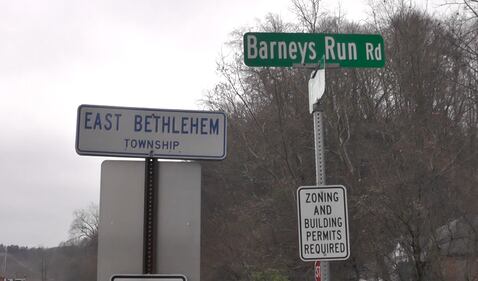 Barneys Run Rd
EAST BETHLEHEM
TOWNSHIP
ZONING
AND
BUILDING
PERMITS
REQUIRED